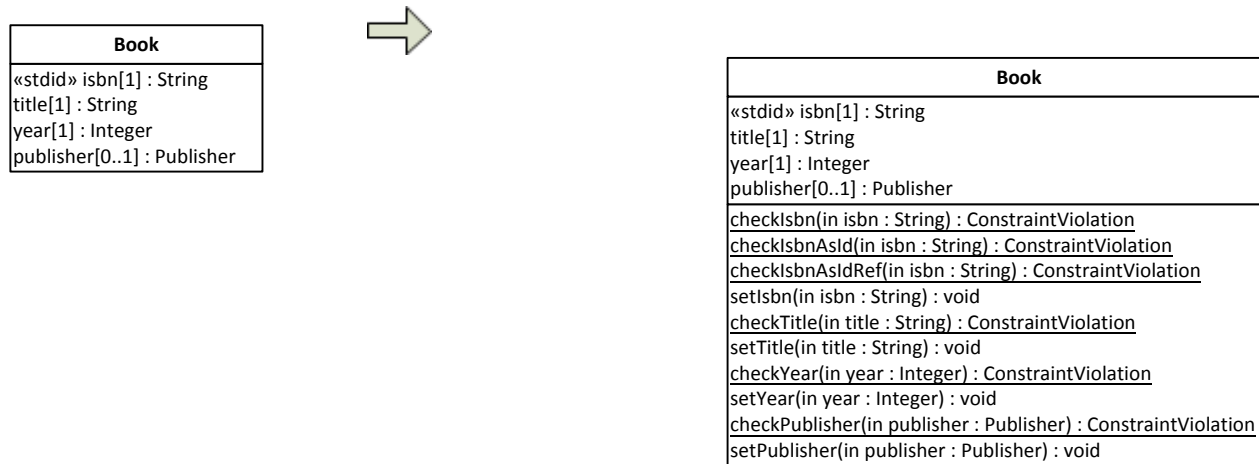 Book
«stdid» isbn[1] : String
title[1] : String
year[1] : Integer
publisher[0..1] : Publisher
Book
«stdid» isbn[1] : String
title[1] : String
year[1] : Integer
publisher[0..1] : Publisher
checkIsbn(in isbn : String) : ConstraintViolation
checkIsbnAsId(in isbn : String) : ConstraintViolation
checkIsbnAsIdRef(in isbn : String) : ConstraintViolation
setIsbn(in isbn : String) : void
checkTitle(in title : String) : ConstraintViolation
setTitle(in title : String) : void
checkYear(in year : Integer) : ConstraintViolation
setYear(in year : Integer) : void
checkPublisher(in publisher : Publisher) : ConstraintViolation
setPublisher(in publisher : Publisher) : void